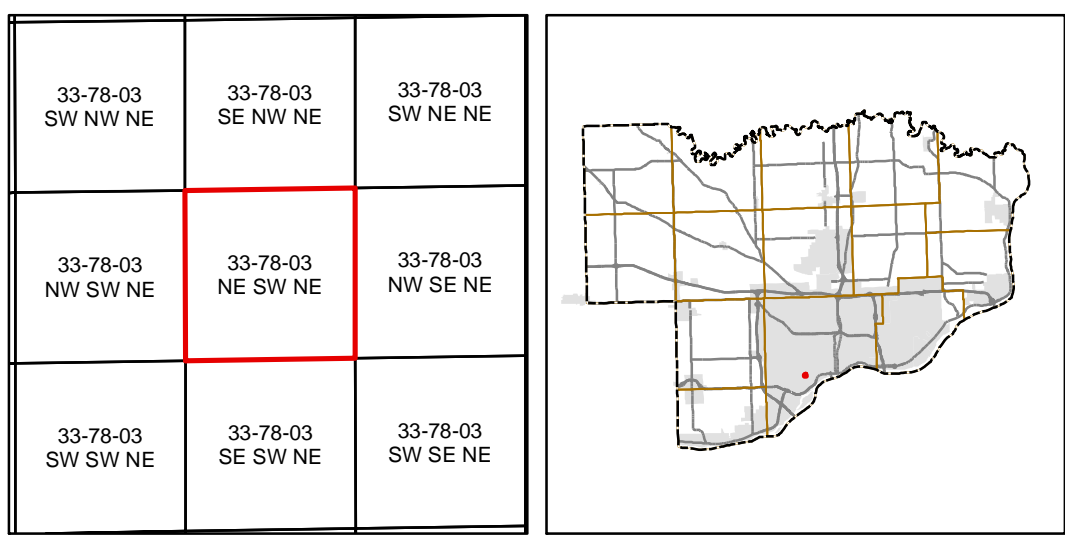 33-78-03
SW NW NE
33-78-03
SE NW NE
33-78-03
SW NE NE
33-78-03
NW SW NE
33-78-03
NE SW NE
33-78-03
NW SE NE
33-78-03
SW SW NE
33-78-03
SE SW NE
33-78-03
SW SE NE